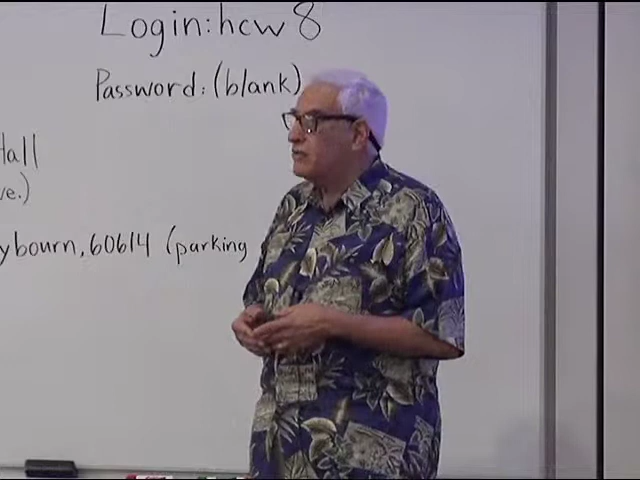 Login: hcw8
Password: (blank)
Hall
ve.)
ybourn, 60614 (parking